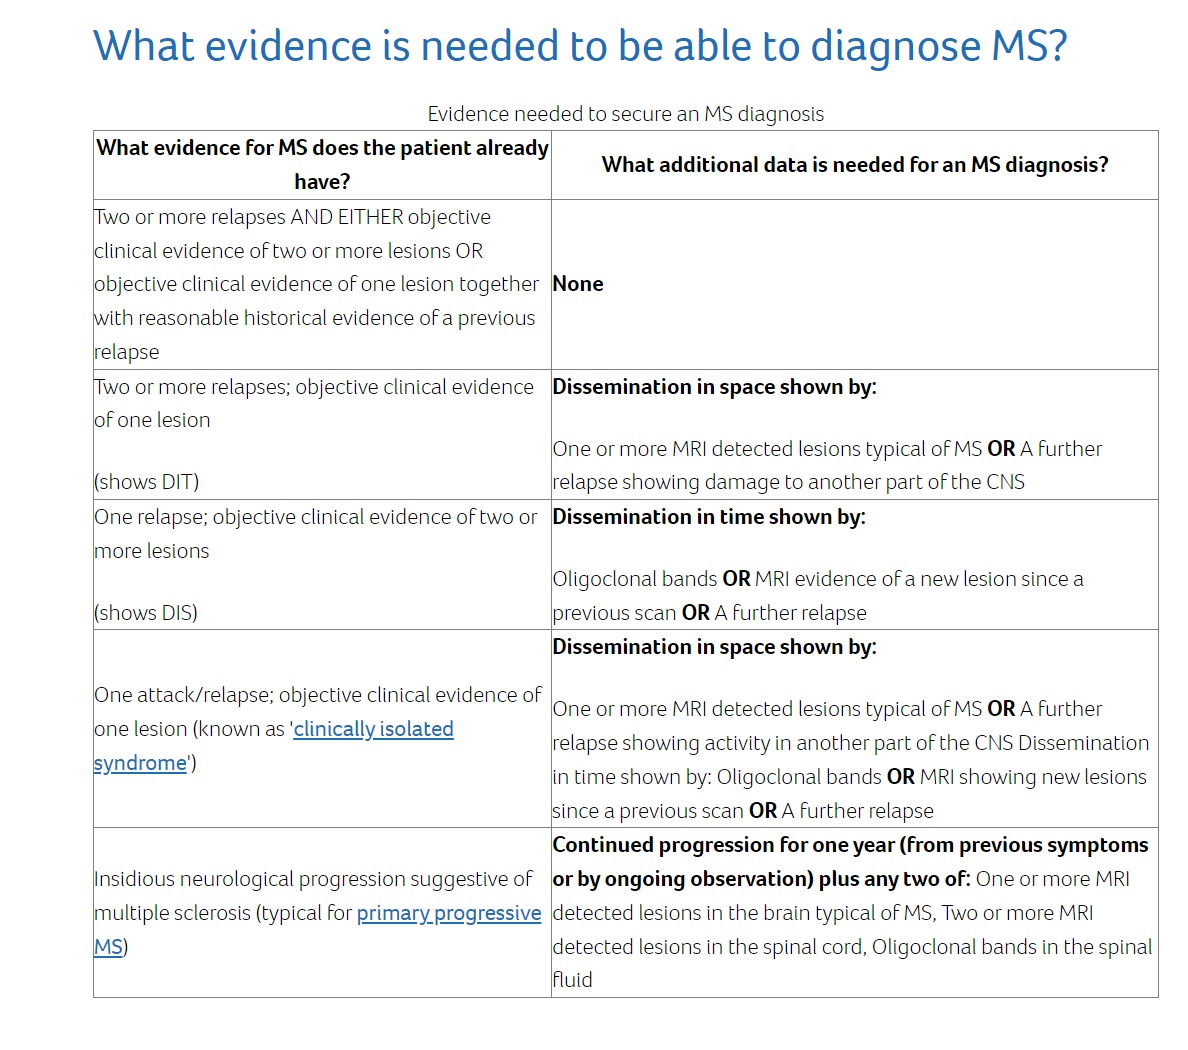 What evidence is needed to be able to diagnose MS?
Evidence needed to secure an MS diagnosis
What evidence for MS does the patient already
have?
What additional data is needed for an MS diagnosis?
Two or more relapses AND EITHER objective
clinical evidence of two or more lesions OR
objective clinical evidence of one lesion together
with reasonable historical evidence of a previous
relapse
None
Two or more relapses; objective clinical evidence
of one lesion
(shows DIT)
Dissemination in space shown by:
One or more MRI detected lesions typical of MS OR A further
relapse showing damage to another part of the CNS
One relapse; objective clinical evidence of two or
more lesions
(shows DIS)
Dissemination in time shown by:
Oligoclonal bands OR MRI evidence of a new lesion since a
previous scan OR A further relapse
One attack/relapse; objective clinical evidence of
one lesion (known as 'clinically isolated
syndrome')
Dissemination in space shown by:
One or more MRI detected lesions typical of MS OR A further
relapse showing activity in another part of the CNS Dissemination
in time shown by: Oligoclonal bands OR MRI showing new lesions
since a previous scan OR A further relapse
Insidious neurological progression suggestive of
multiple sclerosis (typical for primary progressive
MS)
Continued progression for one year (from previous symptoms
or by ongoing observation) plus any two of: One or more MRI
detected lesions in the brain typical of MS, Two or more MRI
detected lesions in the spinal cord, Oligoclonal bands in the spinal
fluid